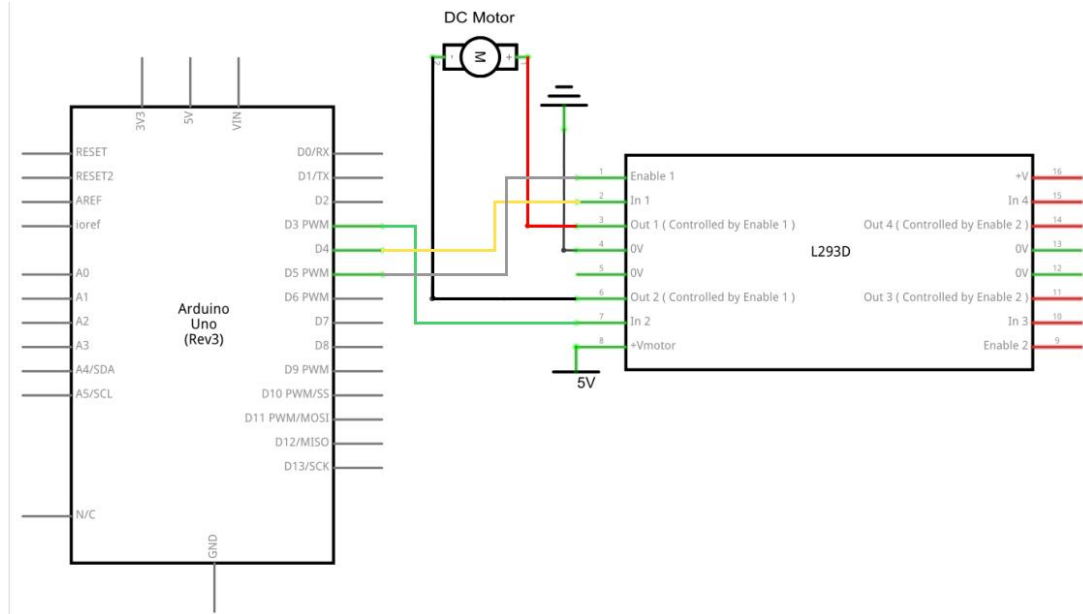 DC Motor
M
-
+
2
1
3V3
5V
VIN
RESET
RESET2
AREF
ioref
A0
A1
A2
A3
A4/SDA
A5/SCL
N/C
GND
Arduino
Uno
(Rev3)
D0/RX
D1/TX
D2
D3 PWM
D4
D5 PWM
D6 PWM
D7
D8
D9 PWM
D10 PWM/SS
D11 PWM/MOSI
D12/MISO
D13/SCK
1 Enable 1
2 In 1
3 Out 1 ( Controlled by Enable 1 )
4 0V
5 0V
6 Out 2 ( Controlled by Enable 1 )
7 In 2
8 +Vmotor
5V
L293D
+V 16
In 4 15
Out 4 ( Controlled by Enable 2 ) 14
0V 13
0V 12
Out 3 ( Controlled by Enable 2 ) 11
In 3 10
Enable 2 9